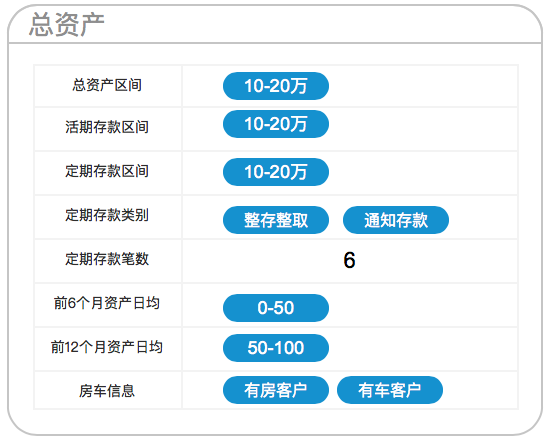 总资产
总资产区间 10-20万
活期存款区间 10-20万
定期存款区间 10-20万
定期存款类别 整存整取 通知存款
定期存款笔数 6
前6个月资产日均 0-50
前12个月资产日均 50-100
房车信息 有房客户 有车客户